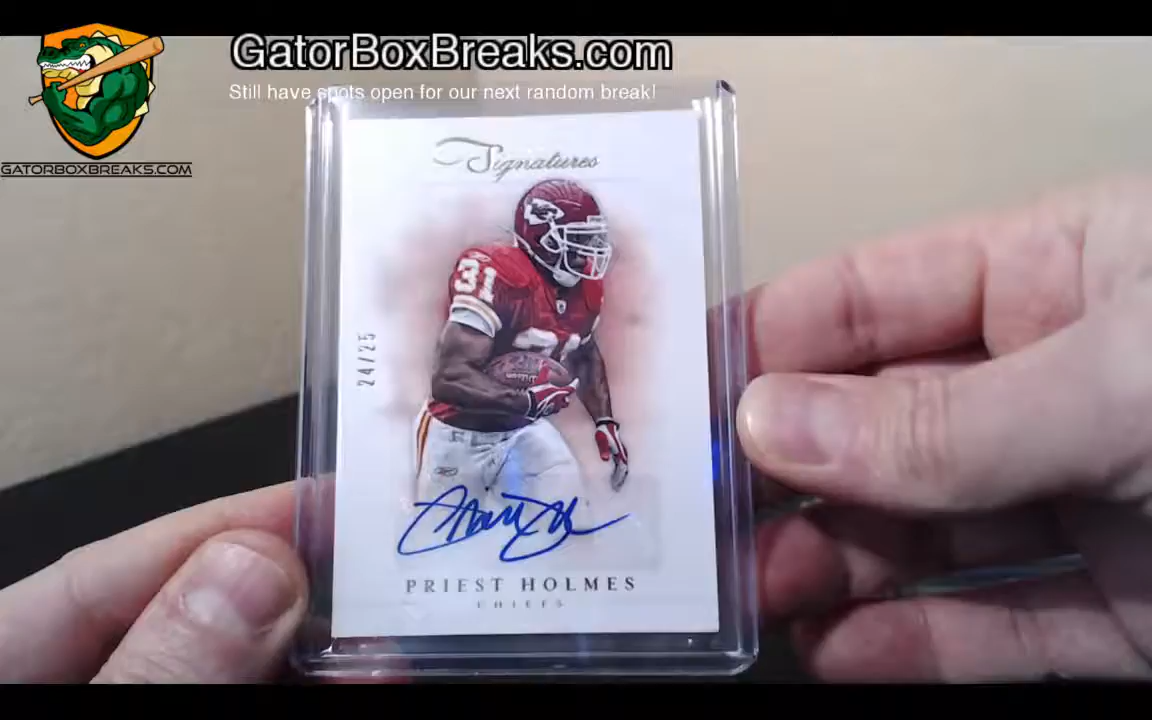 GatorBoxBreaks.com
Still have spots open for our next random break!
GATORBOXBREAKS.COM
Signatures
31
24/25
PRIEST HOLMES
CHIEFS